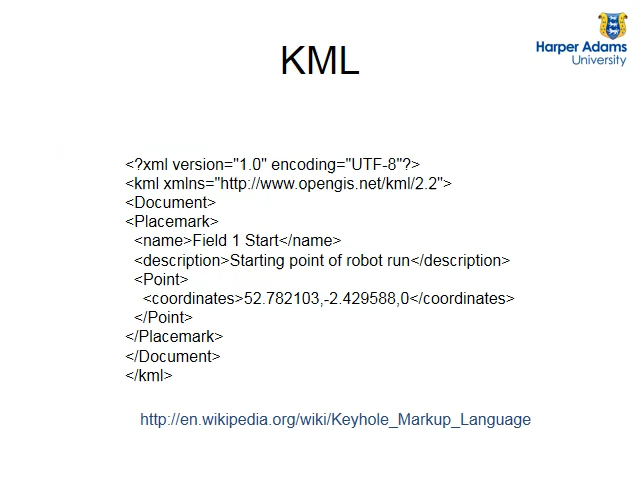 Harper Adams
University
KML
<?xml version="1.0" encoding="UTF-8"?>
<kml xmlns="http://www.opengis.net/kml/2.2">
<Document>
<Placemark>
<name>Field 1 Start</name>
<description>Starting point of robot run</description>
<Point>
<coordinates>52.782103,-2.429588,0</coordinates>
</Point>
</Placemark>
</Document>
</kml>
http://en.wikipedia.org/wiki/Keyhole_Markup_Language